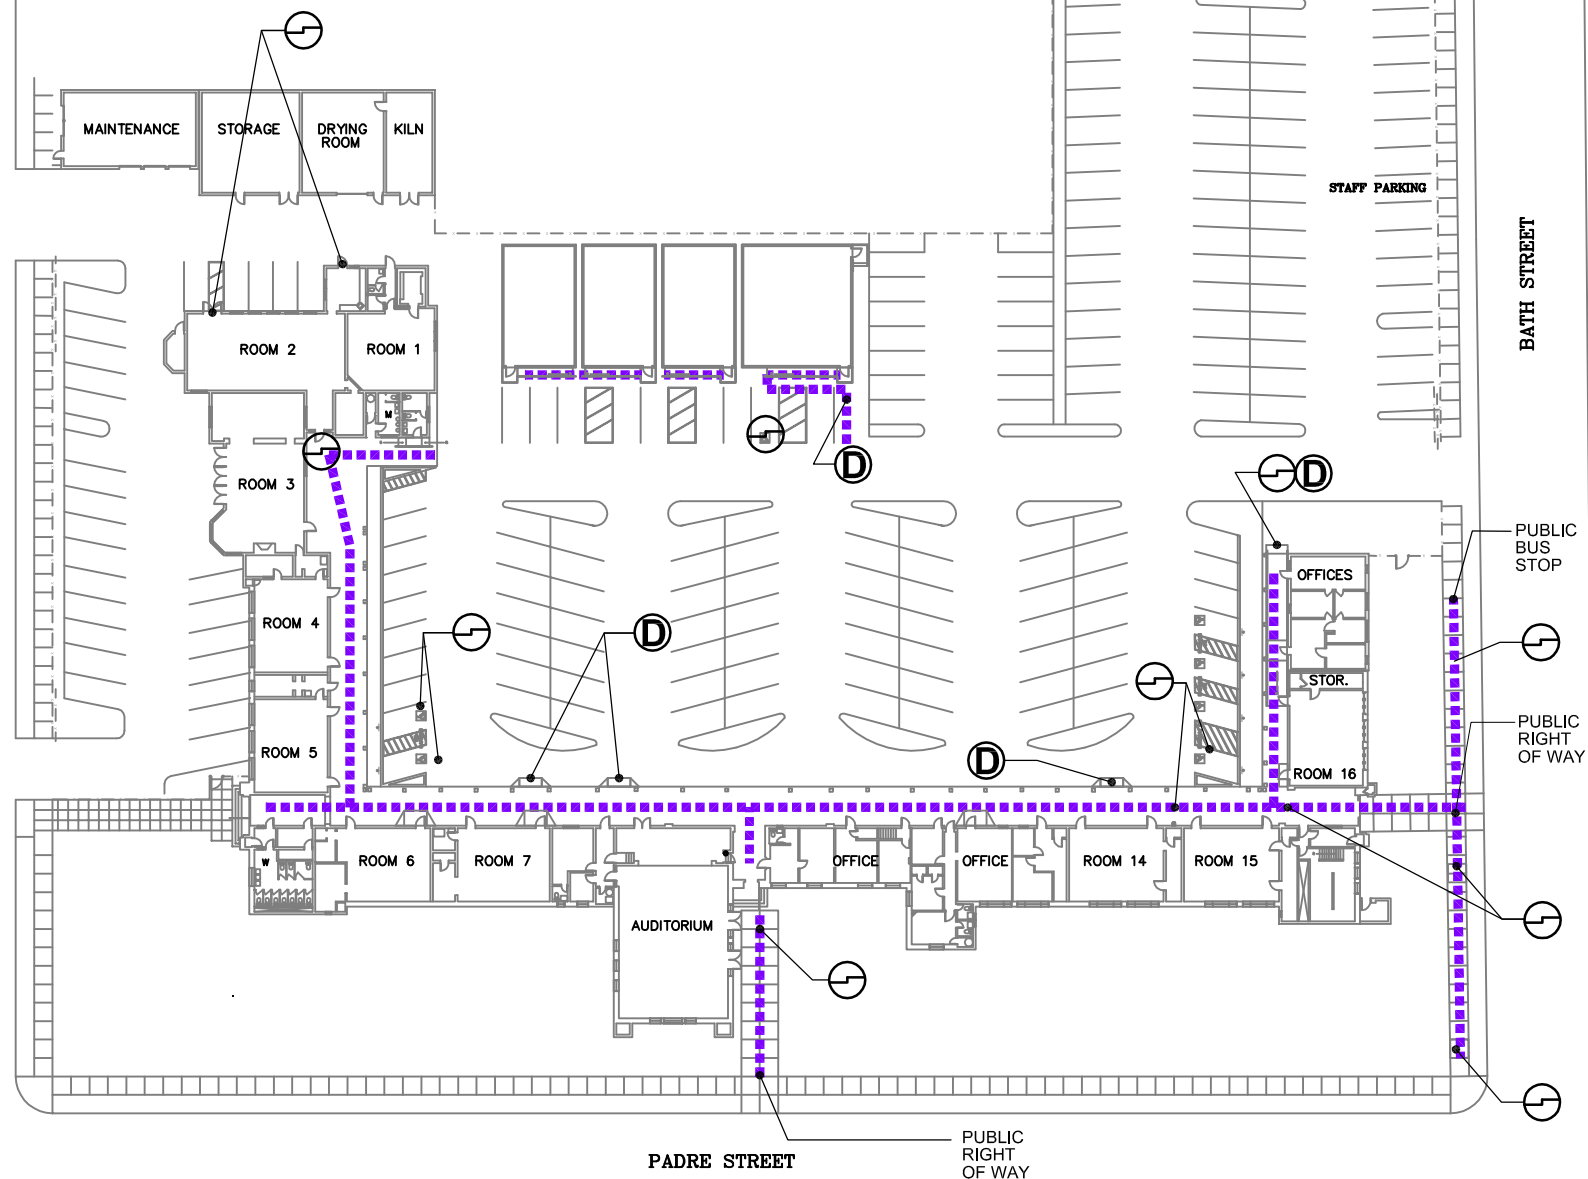 MAINTENANCE
STORAGE
DRYING
ROOM
KILN
STAFF PARKING
BATH STREET
ROOM 2
ROOM 1
M
D
D
ROOM 3
PUBLIC
BUS
STOP
OFFICES
ROOM 4
D
STOR.
PUBLIC
RIGHT
OF WAY
ROOM 5
D
ROOM 16
W
ROOM 6
ROOM 7
OFFICE
OFFICE
ROOM 14
ROOM 15
AUDITORIUM
PUBLIC
RIGHT
OF WAY
PADRE STREET